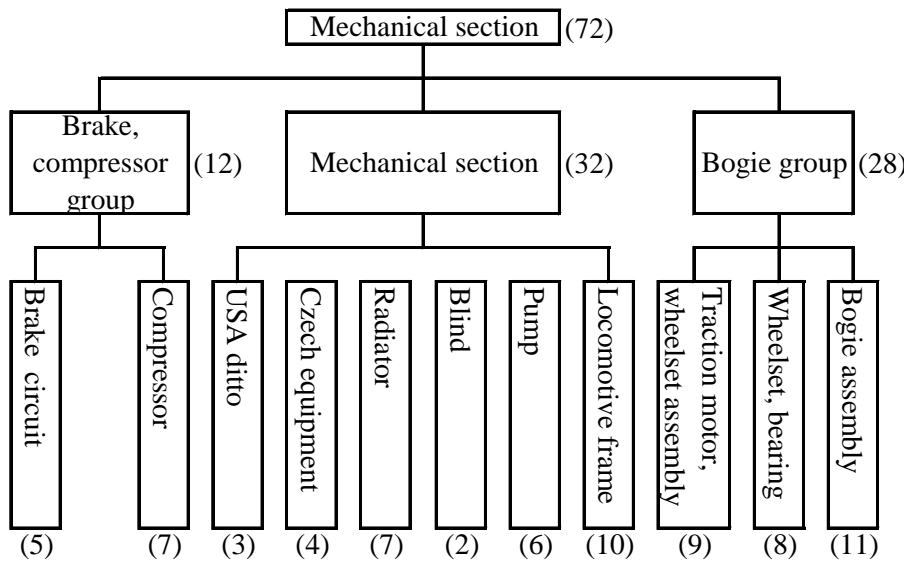 Mechanical section (72)
Brake,
compressor
group
(12)
Mechanical section (32)
Bogie group (28)
Brake circuit
Compressor
USA ditto
Czech equipment
Radiator
Blind
Pump
Locomotive frame
Traction motor,
wheelset assembly
Wheelset, bearing
Bogie assembly
(5) (7) (3) (4) (7) (2) (6) (10) (9) (8) (11)